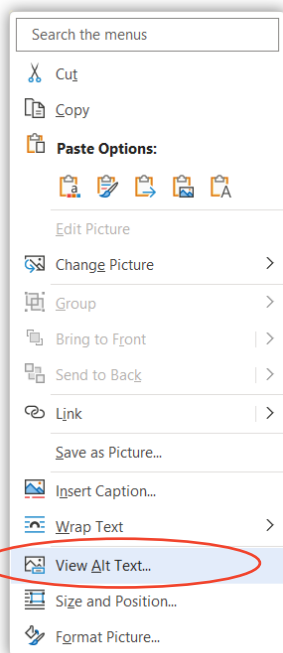 Search the menus
Cut
Copy
Paste Options:
Edit Picture
Change Picture
Group
Bring to Front
Send to Back
Link
Save as Picture...
Insert Caption...
Wrap Text
View Alt Text...
Size and Position...
Format Picture...